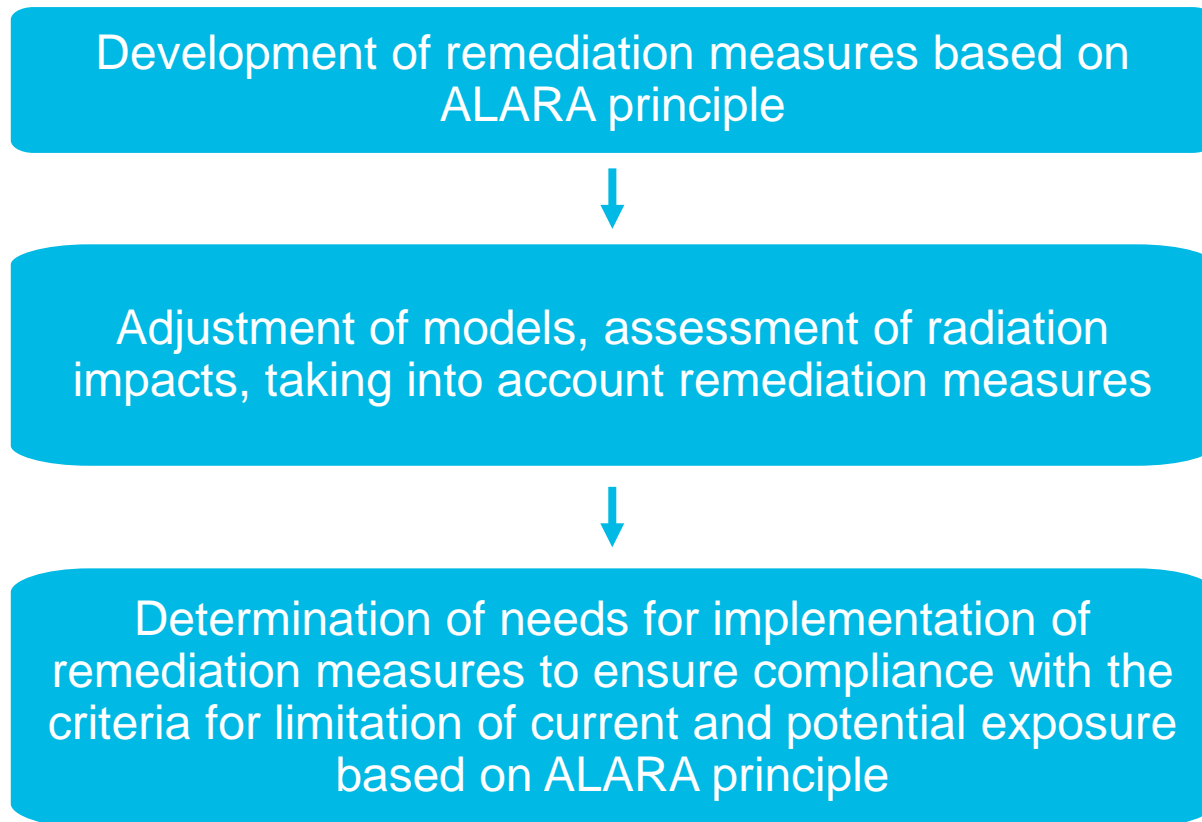 Development of remediation measures based on
ALARA principle
Adjustment of models, assessment of radiation
impacts, taking into account remediation measures
Determination of needs for implementation of
remediation measures to ensure compliance with the
criteria for limitation of current and potential exposure
based on ALARA principle